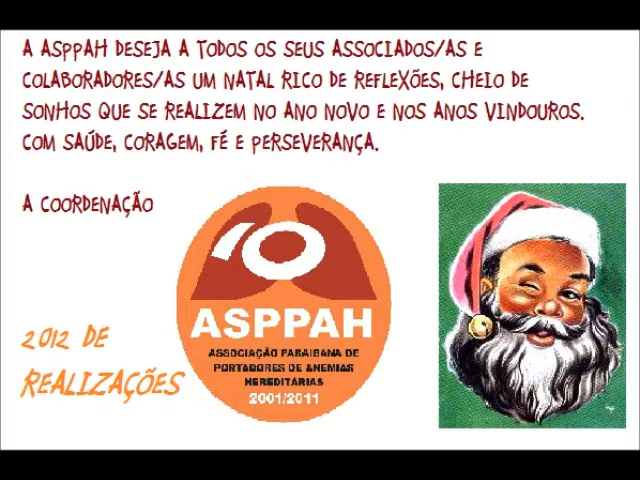 A ASPPAH DESEJA A TODOS OS SEUS ASSOCIADOS/AS E
COLABORADORES/AS UM NATAL RICO DE REFLEXÕES, CHEIO DE
SONHOS QUE SE REALIZEM NO ANO NOVO E NOS ANOS VINDOUROS.
COM SAÚDE, CORAGEM, FÉ E PERSEVERANÇA.
A COORDENAÇÃO
10
ASPPAH
ASSOCIAÇÃO PARAIBANA DE
PORTADORES DE ANEMIAS
HEREDITÁRIAS
2001/2011
2012 DE
REALIZAÇÕES